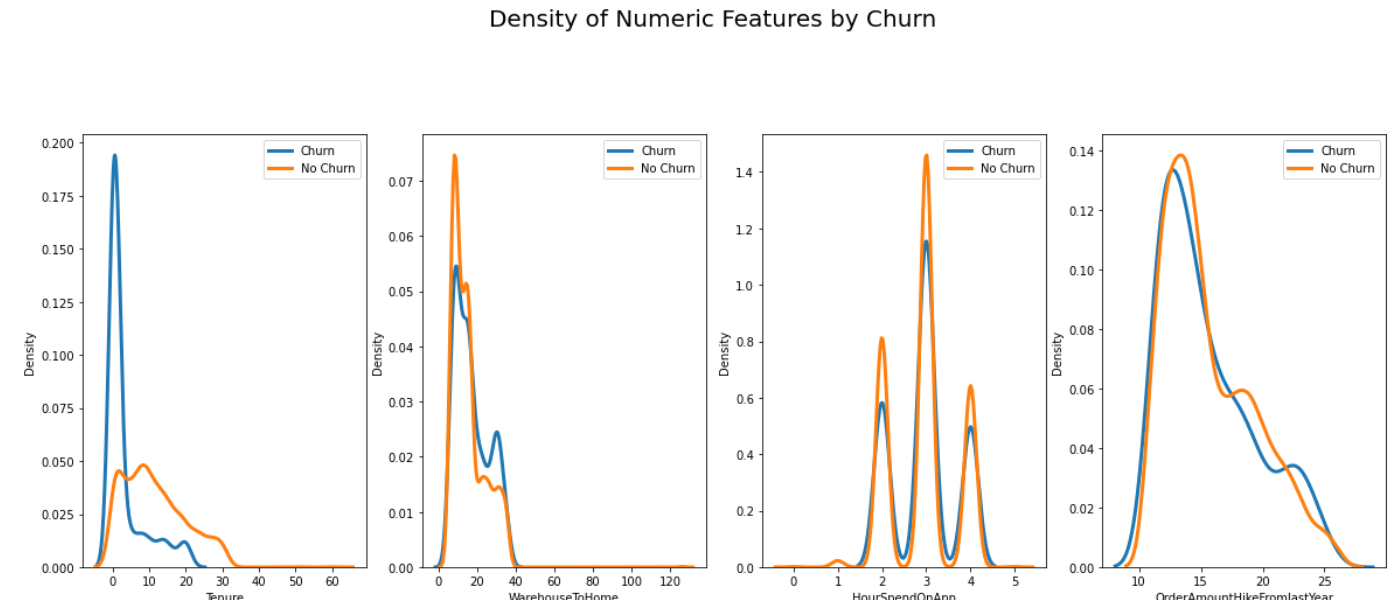 Density of Numeric Features by Churn
0.200
0.175
0.150
0.125
0.100
0.075
0.050
0.025
0.000
Density
Churn
No Churn
0 10 20 30 40 50 60
Tenure
0.07
0.06
0.05
0.04
0.03
0.02
0.01
0.00
Density
Churn
No Churn
0 20 40 60 80 100 120
WarehouseToHome
1.4
1.2
1.0
0.8
0.6
0.4
0.2
0.0
Density
Churn
No Churn
0 1 2 3 4 5
HourSpendOnApp
0.14
0.12
0.10
0.08
0.06
0.04
0.02
0.00
Density
Churn
No Churn
10 15 20 25
OrderAmountHikeFromlastYear